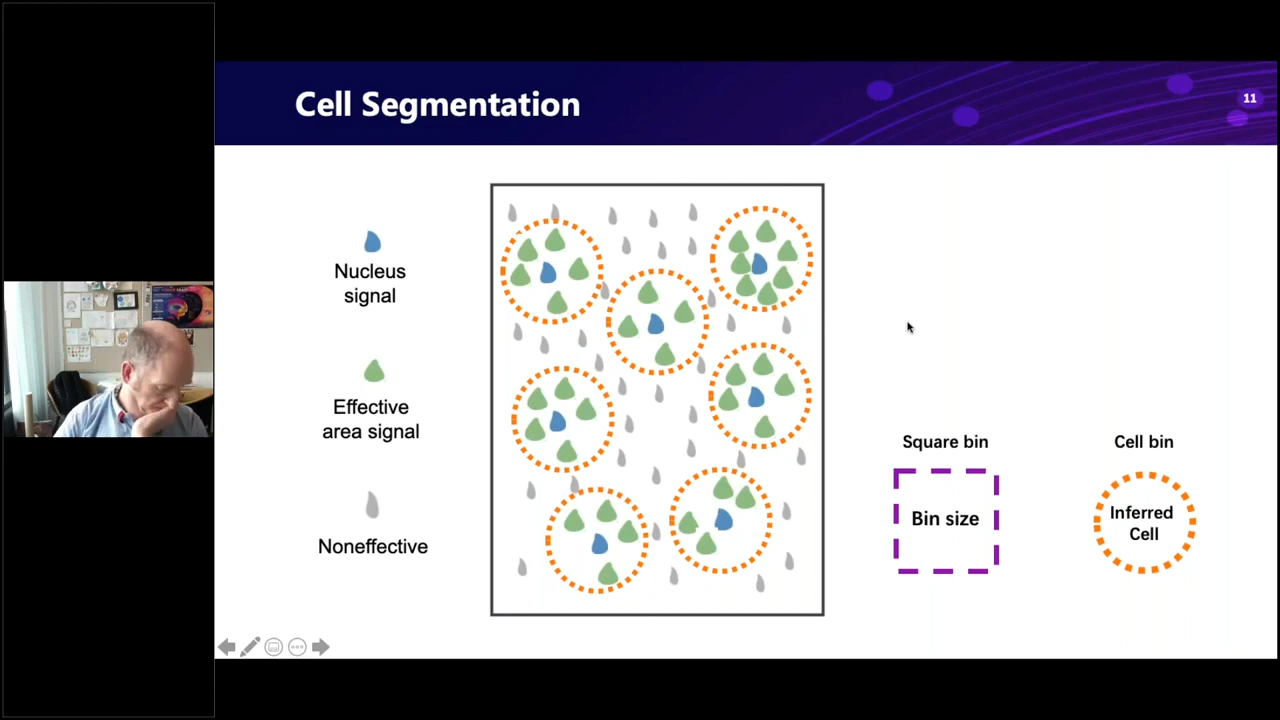 Cell Segmentation
11
Nucleus
signal
Effective
area signal
Noneffective
Square bin
Bin size
Cell bin
Inferred
Cell